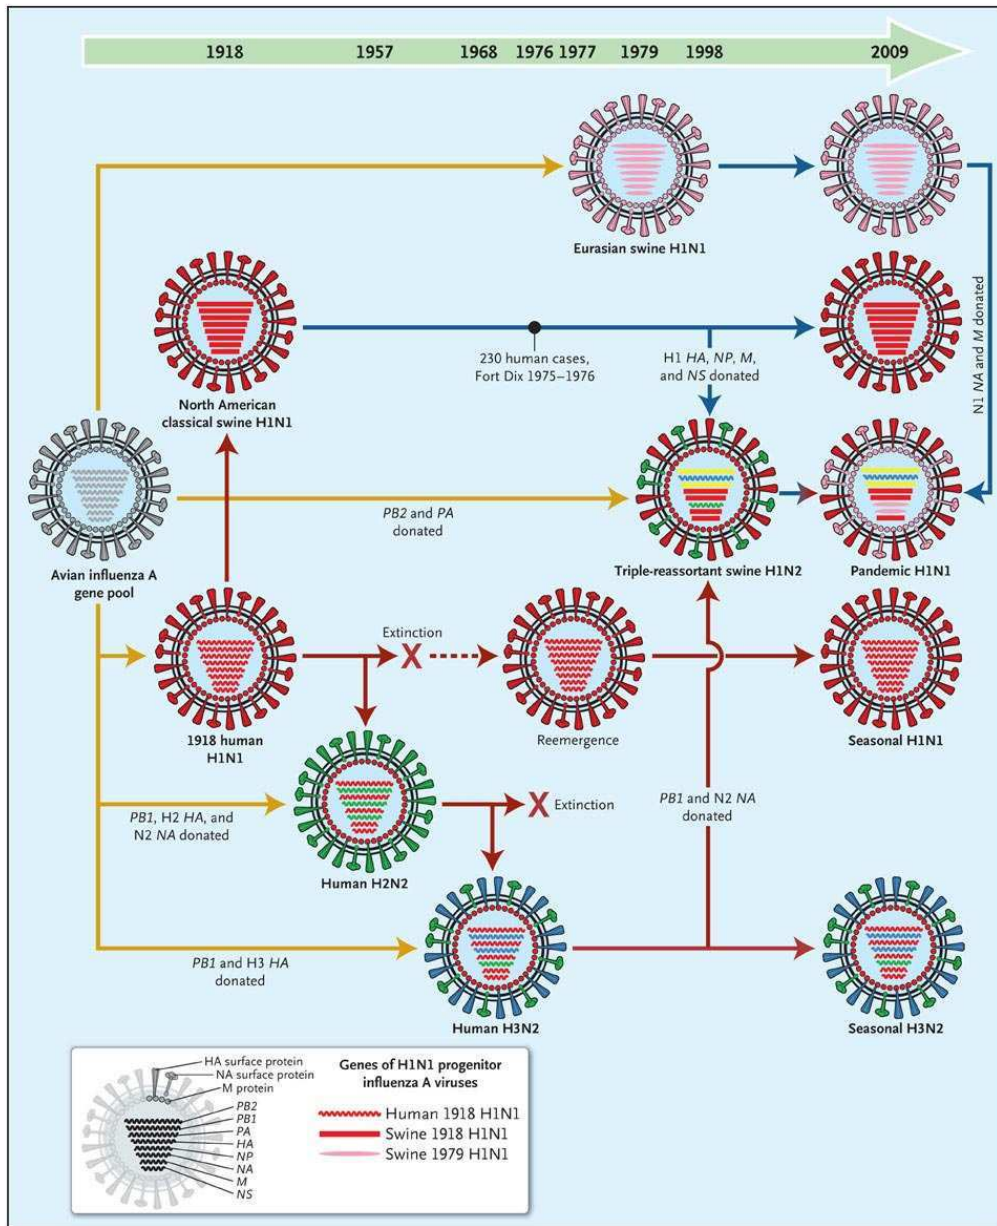 1918 1957 1968 1976 1977 1979 1998 2009
Eurasian swine H1N1
N1 NA and M donated
230 human cases,
Fort Dix 1975–1976
H1 HA, NP, M,
and NS donated
North American
classical swine H1N1
PB2 and PA
donated
Avian influenza A
gene pool
Triple-reassortant swine H1N2
Pandemic H1N1
Extinction
X
1918 human
H1N1
Reemergence
Seasonal H1N1
PB1, H2 HA, and
N2 NA donated
X Extinction
PB1 and N2 NA
donated
Human H2N2
PB1 and H3 HA
donated
Human H3N2
Seasonal H3N2
HA surface protein
NA surface protein
M protein
PB2
PB1
PA
HA
NP
NA
M
NS
Genes of H1N1 progenitor
influenza A viruses
Human 1918 H1N1
Swine 1918 H1N1
Swine 1979 H1N1